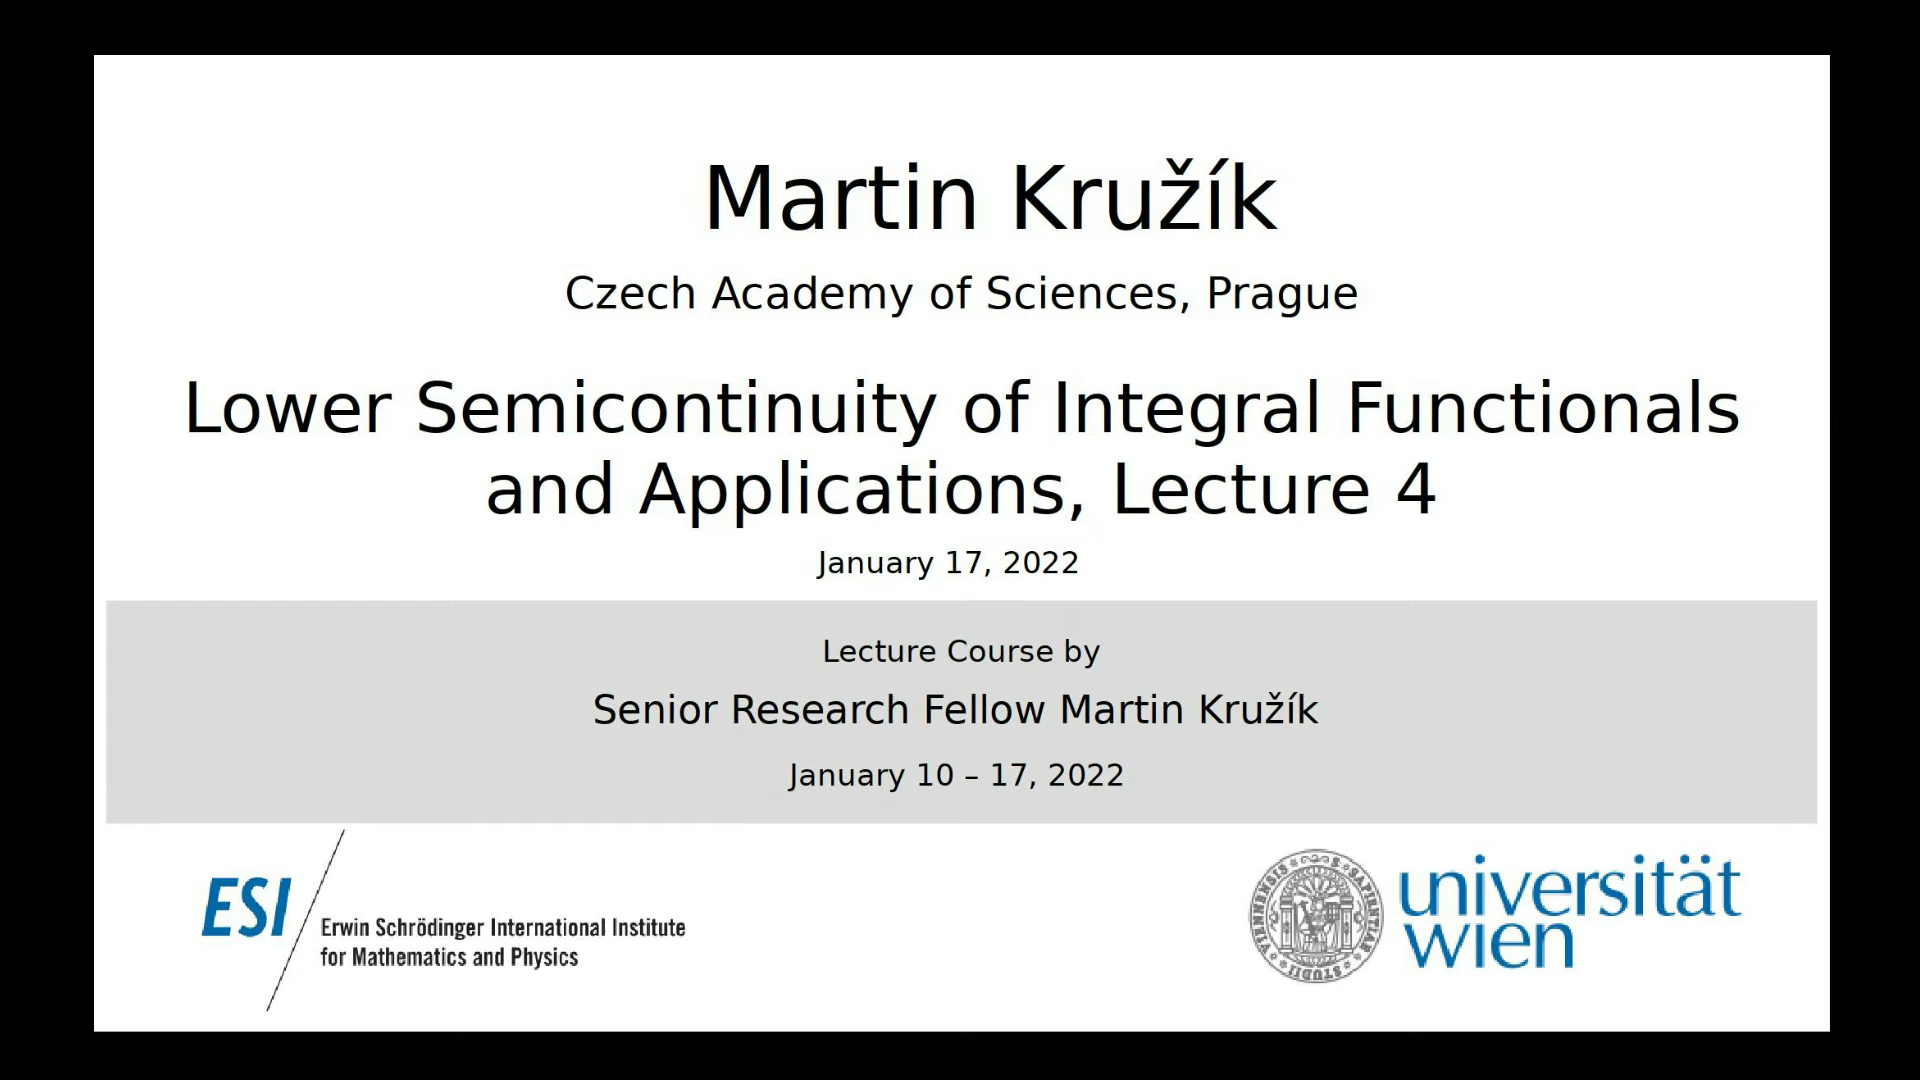 Martin Kružík
Czech Academy of Sciences, Prague
Lower Semicontinuity of Integral Functionals
and Applications, Lecture 4
January 17, 2022
Lecture Course by
Senior Research Fellow Martin Kružík
January 10 – 17, 2022
ESI
Erwin Schrödinger International Institute
for Mathematics and Physics
universität
wien